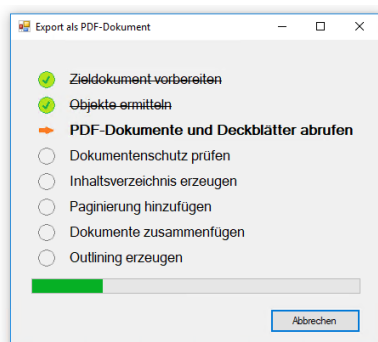 Export als PDF-Dokument
Zieldokument vorbereiten
Objekte ermitteln
PDF-Dokumente und Deckblätter abrufen
Dokumentenschutz prüfen
Inhaltsverzeichnis erzeugen
Paginierung hinzufügen
Dokumente zusammenfügen
Outlining erzeugen
Abbrechen